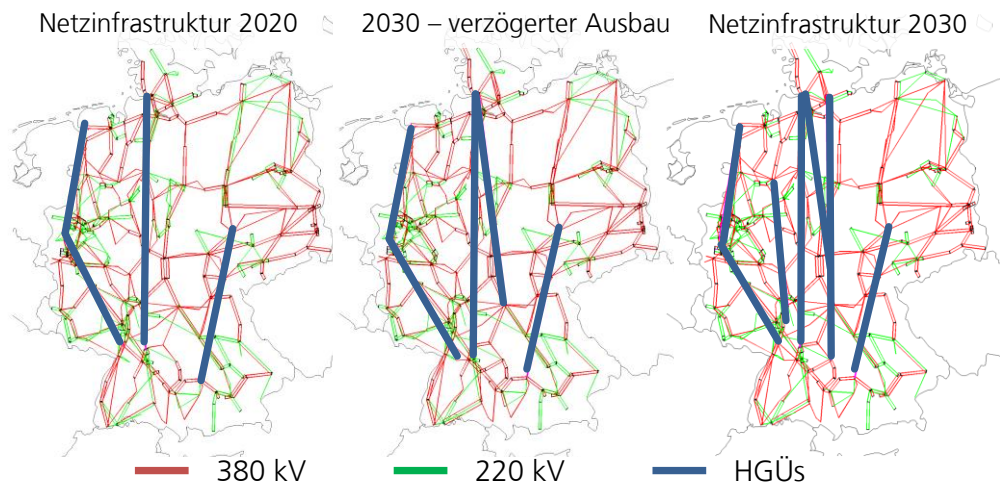 Netzinfrastruktur 2020
2030 – verzögerter Ausbau
Netzinfrastruktur 2030
380 kV
220 kV
HGÜs